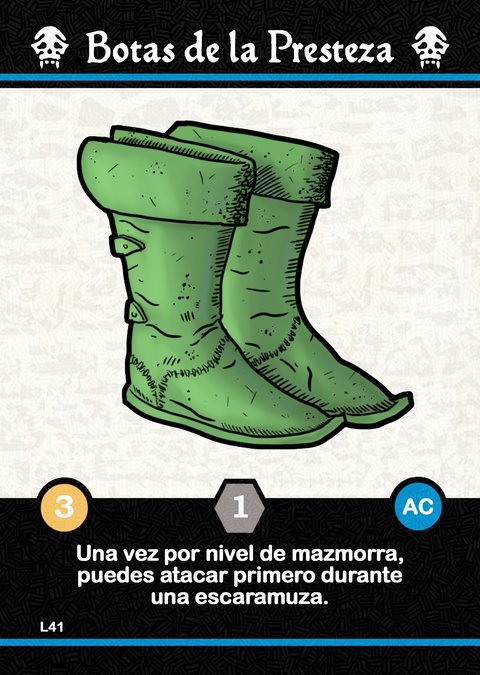 Botas de la Presteza
3
1
AC
Una vez por nivel de mazmorra,
puedes atacar primero durante
una escaramuza.
L41